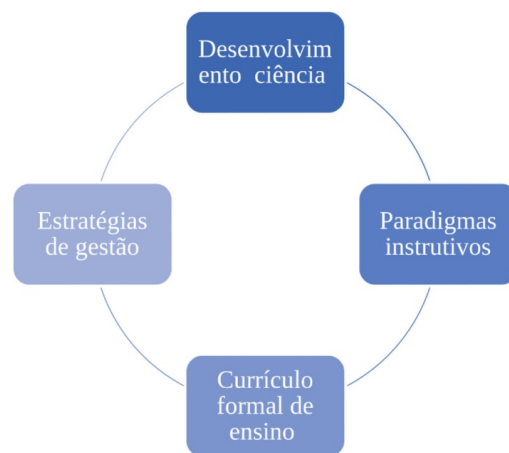 Desenvolvim
ento ciência
Paradigmas
instrutivos
Currículo
formal de
ensino
Estratégias
de gestão